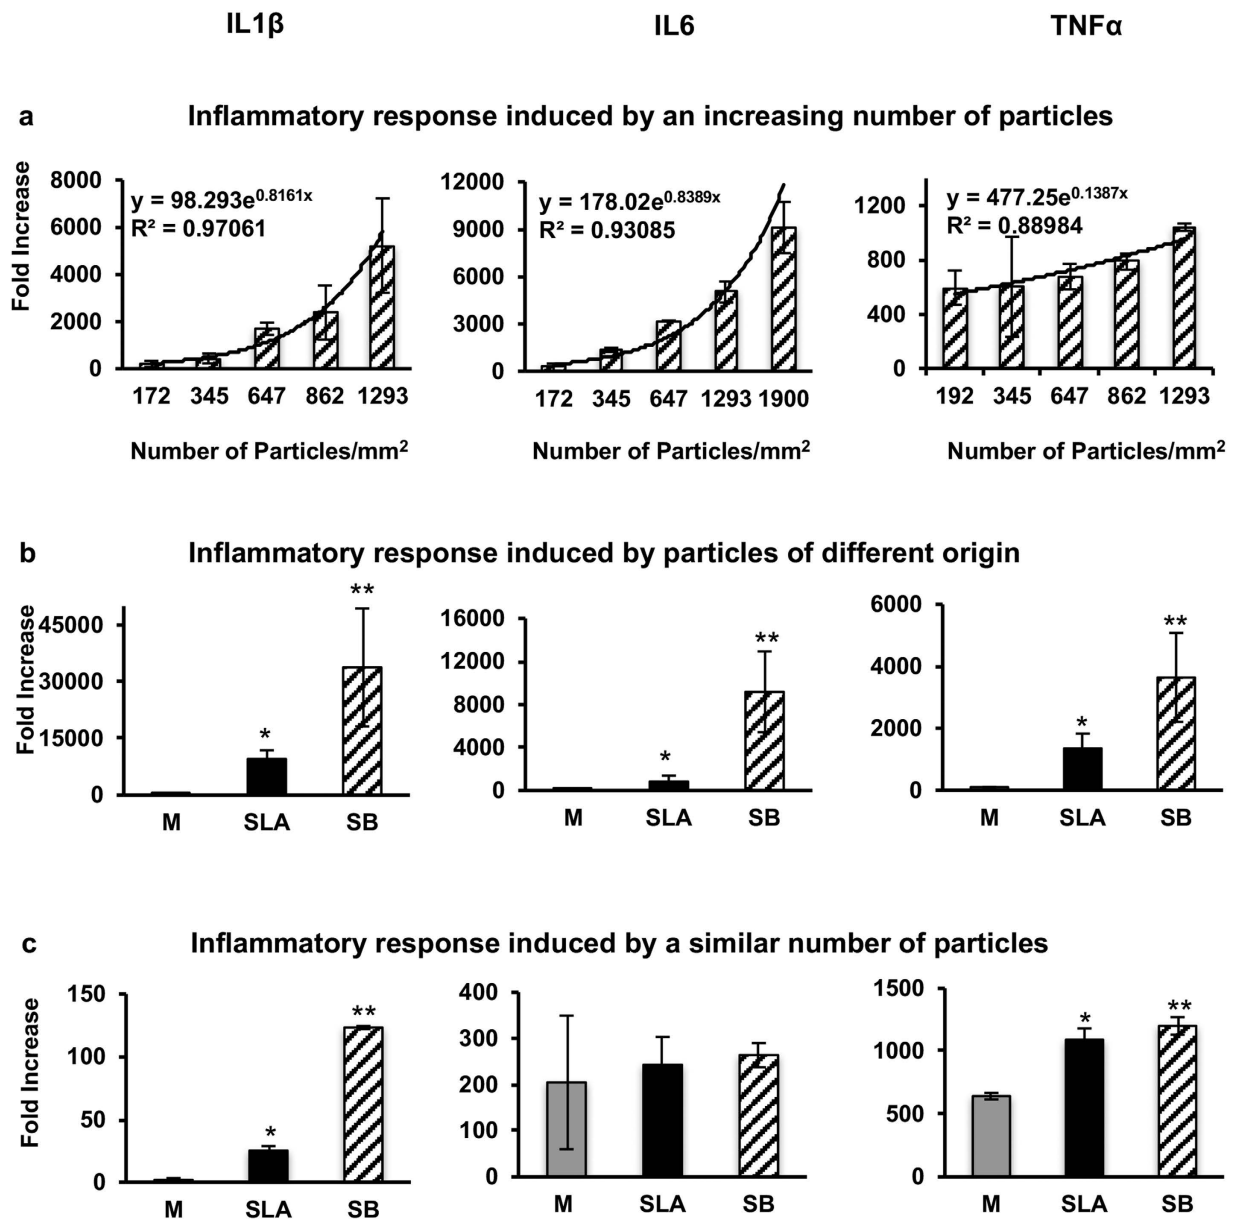 IL1β IL6 TNFα
a Inflammatory response induced by an increasing number of particles
Fold Increase
8000
6000
4000
2000
0
y = 98.293e^0.8161x
R² = 0.97061
172 345 647 862 1293
Number of Particles/mm²
12000
9000
6000
3000
0
y = 178.02e^0.8389x
R² = 0.93085
172 345 647 1293 1900
Number of Particles/mm²
1200
800
400
0
y = 477.25e^0.1387x
R² = 0.88984
192 345 647 862 1293
Number of Particles/mm²
b Inflammatory response induced by particles of different origin
Fold Increase
45000
30000
15000
0
* **
M SLA SB
16000
12000
8000
4000
0
* **
M SLA SB
6000
4000
2000
0
* **
M SLA SB
c Inflammatory response induced by a similar number of particles
Fold Increase
150
100
50
0
* **
M SLA SB
400
300
200
100
0
M SLA SB
1500
1000
500
0
* **
M SLA SB